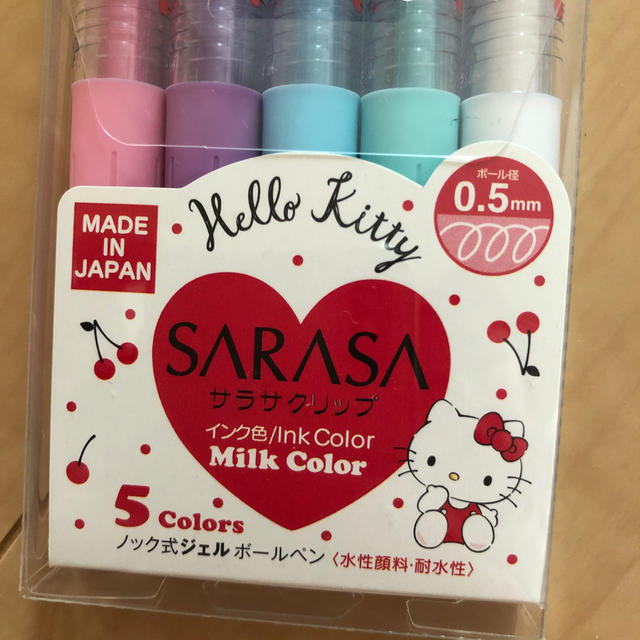 Hello Kitty
MADE
IN
JAPAN
ボール径
0.5mm
SARASA
サラサクリップ
インク色/Ink Color
Milk Color
5 Colors
ノック式ジェルボールペン
〈水性顔料・耐水性〉